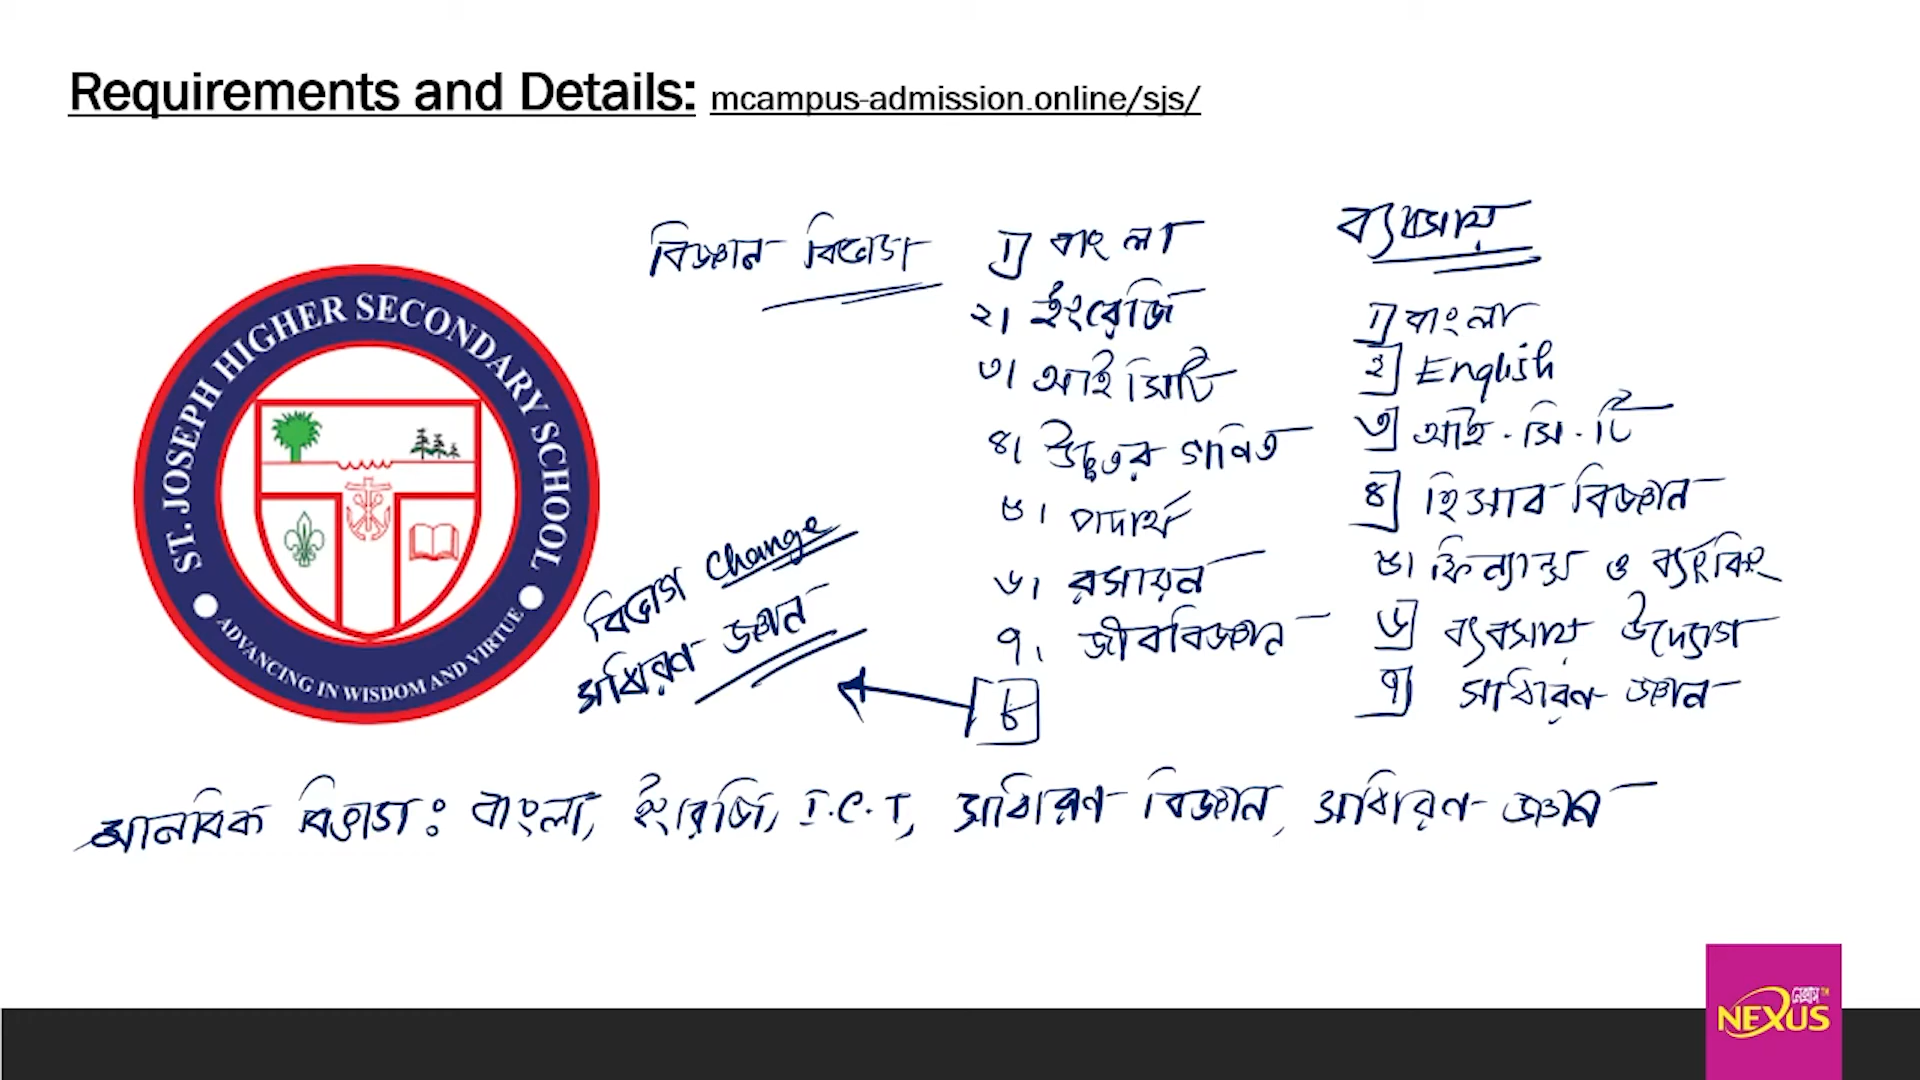 Requirements and Details: mcampus-admission.online/sjs/
ST. JOSEPH HIGHER SECONDARY SCHOOL
ADVANCING IN WISDOM AND VIRTUE
বিজ্ঞান বিভাগ
১) বাংলা
২। ইংরেজি
৩। আই সিটি
৪। উচ্চতর গণিত
৫। পদার্থ
৬। রসায়ন
৭। জীববিজ্ঞান
৮
বিভাগ change
সাধারণ জ্ঞান
ব্যবসায়
১) বাংলা
২) English
৩) আই.সি.টি
৪) হিসাব বিজ্ঞান
৫। ফিন্যান্স ও ব্যাংকিং
৬) ব্যবসায় উদ্যোগ
৭) সাধারণ জ্ঞান
মানবিক বিভাগঃ বাংলা, ইংরেজি, I.C.T, সাধারণ বিজ্ঞান, সাধারণ জ্ঞান
নেক্সাস TM
NEXUS